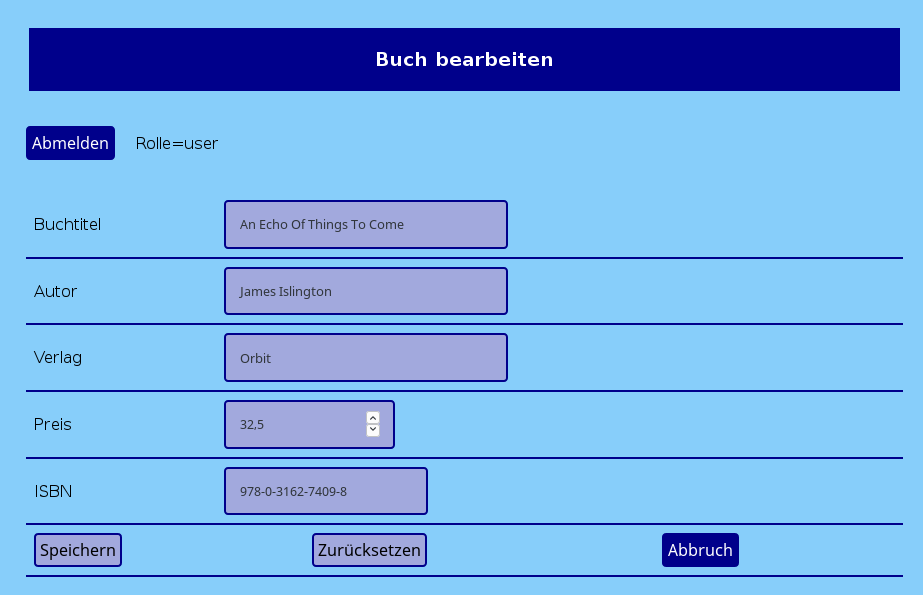 Buch bearbeiten
Abmelden Rolle=user
Buchtitel An Echo Of Things To Come
Autor James Islington
Verlag Orbit
Preis 32,5
ISBN 978-0-3162-7409-8
Speichern Zurücksetzen Abbruch